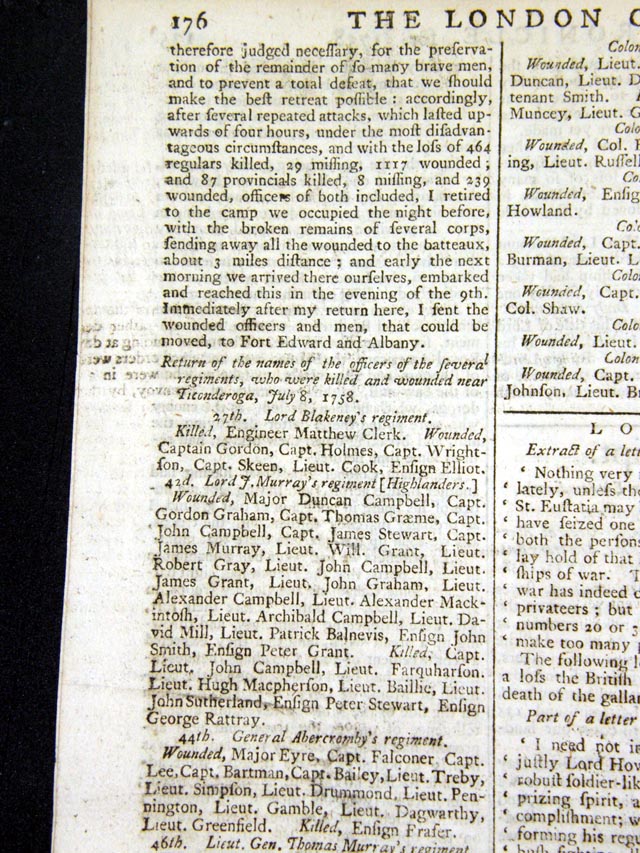 176 THE LONDON C
therefore judged neceſſary, for the preſerva-
tion of the remainder of ſo many brave men,
and to prevent a total defeat, that we ſhould
make the beſt retreat poſſible : accordingly,
after ſeveral repeated attacks, which laſted up-
wards of four hours, under the moſt diſadvan-
tageous circumſtances, and with the loſs of 464
regulars killed, 29 miſſing, 1117 wounded ;
and 87 provincials killed, 8 miſſing, and 239
wounded, officers of both included, I retired
to the camp we occupied the night before,
with the broken remains of ſeveral corps,
ſending away all the wounded to the batteaux,
about 3 miles diſtance ; and early the next
morning we arrived there ourſelves, embarked
and reached this in the evening of the 9th.
Immediately after my return here, I ſent the
wounded officers and men, that could be
moved, to Fort Edward and Albany.
Return of the names of the officers of the ſeveral
regiments, who were killed and wounded near
Ticonderoga, July 8, 1758.
27th. Lord Blakeney's regiment.
Killed, Engineer Matthew Clerk. Wounded,
Captain Gordon, Capt. Holmes, Capt. Wright-
ſon, Capt. Skeen, Lieut. Cook, Enſign Elliot.
42d. Lord J. Murray's regiment [Highlanders.]
Wounded, Major Duncan Campbell, Capt.
Gordon Graham, Capt. Thomas Græme, Capt.
John Campbell, Capt. James Stewart, Capt.
James Murray, Lieut. Will. Grant, Lieut.
Robert Gray, Lieut. John Campbell, Lieut.
James Grant, Lieut. John Graham, Lieut.
Alexander Campbell, Lieut. Alexander Mack-
intoſh, Lieut. Archibald Campbell, Lieut. Da-
vid Mill, Lieut. Patrick Balnevis, Enſign John
Smith, Enſign Peter Grant. Killed, Capt.
Lieut. John Campbell, Lieut. Farquharſon.
Lieut. Hugh Macpherſon, Lieut. Baillie, Lieut.
John Sutherland, Enſign Peter Stewart, Enſign
George Rattray.
44th. General Abercromby's regiment.
Wounded, Major Eyre, Capt. Falconer, Capt.
Lee, Capt. Bartman, Capt. Bailey, Lieut. Treby,
Lieut. Simpſon, Lieut. Drummond, Lieut. Pen-
nington, Lieut. Gamble, Lieut. Dagwarthy,
Lieut. Greenfield. Killed, Enſign Fraſer.
46th. Lieut. Gen. Thomas Murray's regiment
Colon
Wounded, Lieut.
Duncan, Lieut. D
tenant Smith.
Muncey, Lieut. G
Colo
Wounded, Col.
ing, Lieut. Ruſſell
Co
Wounded, Enſig
Howland.
Co'o
Wounded, Capt.
Burman, Lieut. L
Colon
Wounded, Capt.
Col. Shaw.
Colo
Wounded, Lieut.
Colo
Wounded, Capt.
Johnſon, Lieut. B
L O
Extract of a lett
‘ Nothing very
‘ lately, unleſs th
‘ St. Euſtatia may
‘ have ſeized one
‘ both the perſons
‘ lay hold of that
‘ ſhips of war. T
‘ war has indeed d
‘ privateers ; but
‘ numbers 20 or 3
‘ make too many p
The following l
a loſs the Britiſh
death of the gallan
Part of a letter
‘ I need not in
‘ juſtly Lord How
‘ robuſt ſoldier-lik
‘ prizing ſpirit, a
‘ compliſhment; w
‘ forming his regu